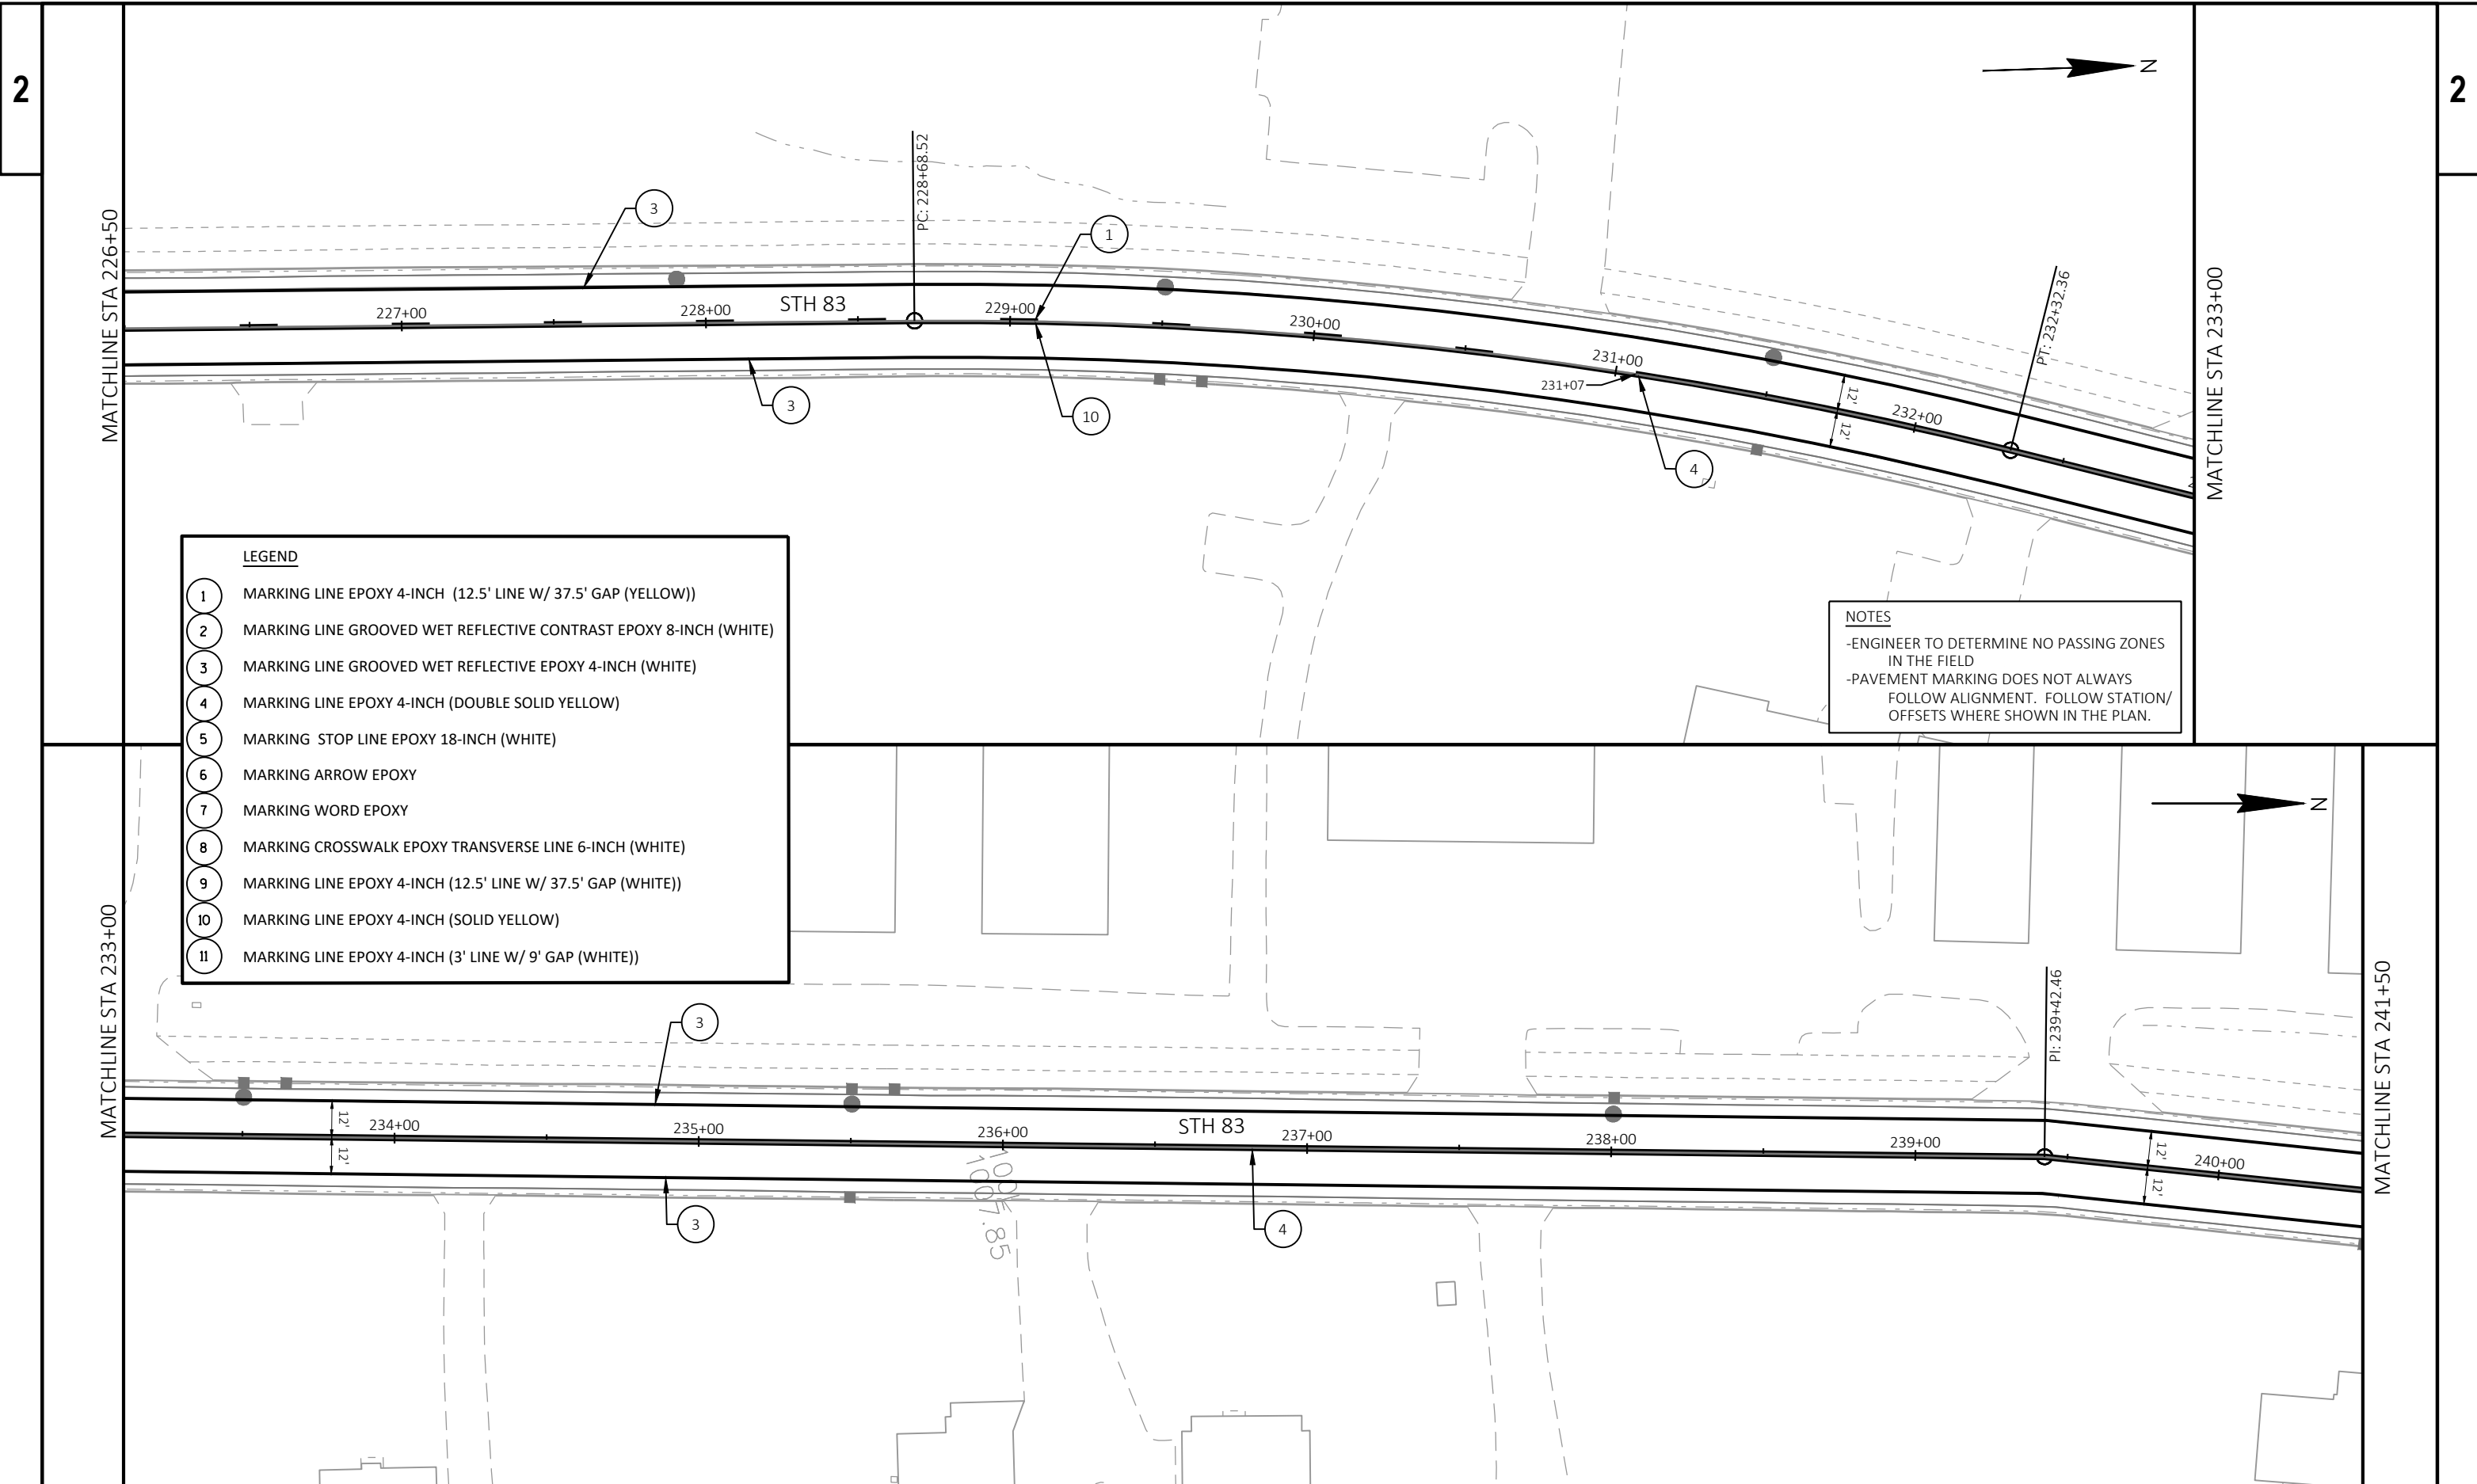 2
2
N
MATCHLINE STA 226+50
3
PC: 228+68.52
1
227+00
228+00
STH 83
229+00
230+00
231+00
231+07
12'
12'
232+00
PT: 232+32.36
MATCHLINE STA 233+00
3
10
4
LEGEND
1 MARKING LINE EPOXY 4-INCH (12.5' LINE W/ 37.5' GAP (YELLOW))
2 MARKING LINE GROOVED WET REFLECTIVE CONTRAST EPOXY 8-INCH (WHITE)
3 MARKING LINE GROOVED WET REFLECTIVE EPOXY 4-INCH (WHITE)
4 MARKING LINE EPOXY 4-INCH (DOUBLE SOLID YELLOW)
5 MARKING STOP LINE EPOXY 18-INCH (WHITE)
6 MARKING ARROW EPOXY
7 MARKING WORD EPOXY
8 MARKING CROSSWALK EPOXY TRANSVERSE LINE 6-INCH (WHITE)
9 MARKING LINE EPOXY 4-INCH (12.5' LINE W/ 37.5' GAP (WHITE))
10 MARKING LINE EPOXY 4-INCH (SOLID YELLOW)
11 MARKING LINE EPOXY 4-INCH (3' LINE W/ 9' GAP (WHITE))
NOTES
-ENGINEER TO DETERMINE NO PASSING ZONES
IN THE FIELD
-PAVEMENT MARKING DOES NOT ALWAYS
FOLLOW ALIGNMENT. FOLLOW STATION/
OFFSETS WHERE SHOWN IN THE PLAN.
N
MATCHLINE STA 233+00
3
12'
12'
234+00
235+00
236+00
STH 83
237+00
238+00
239+00
PI: 239+42.46
12'
12'
240+00
MATCHLINE STA 241+50
3
4
1007.85